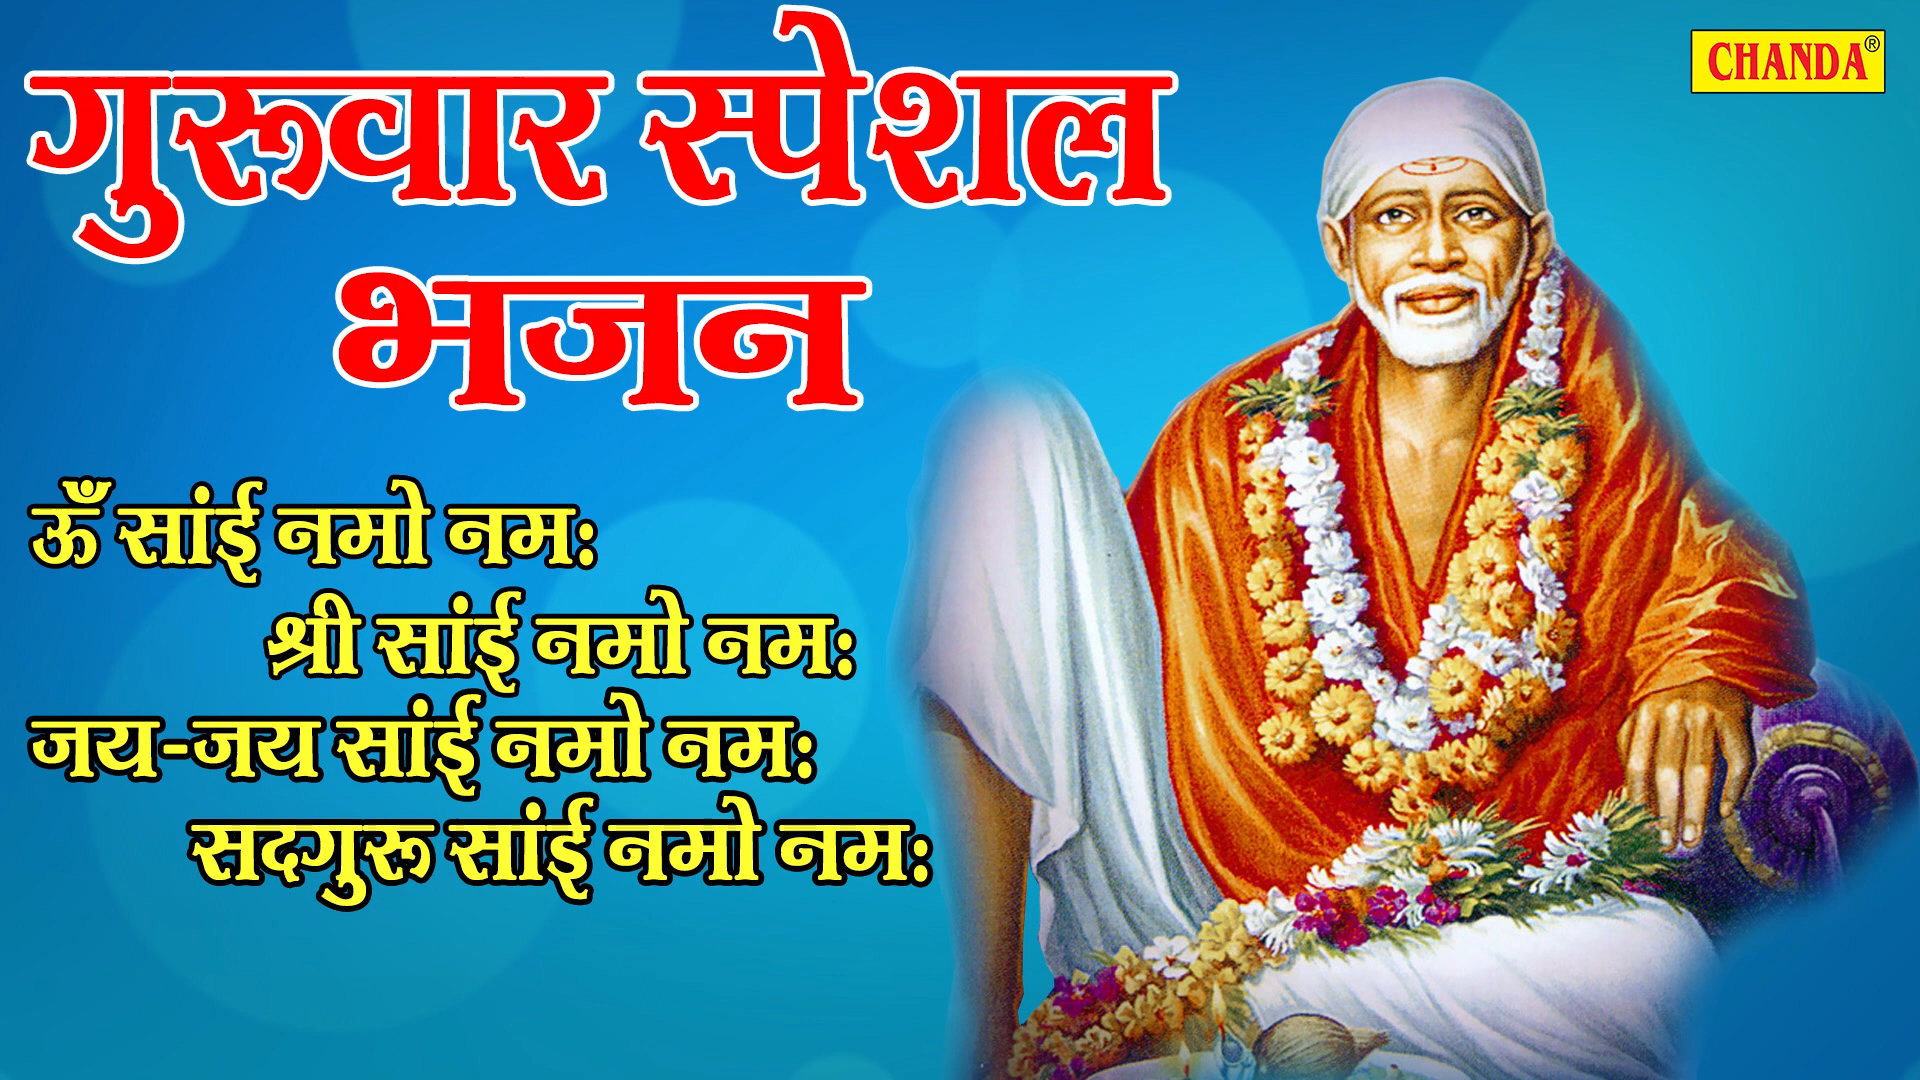 गुरूवार स्पेशल
भजन
CHANDA®
ऊँ सांई नमो नम:
श्री सांई नमो नम:
जय-जय सांई नमो नम:
सदगुरू सांई नमो नम: